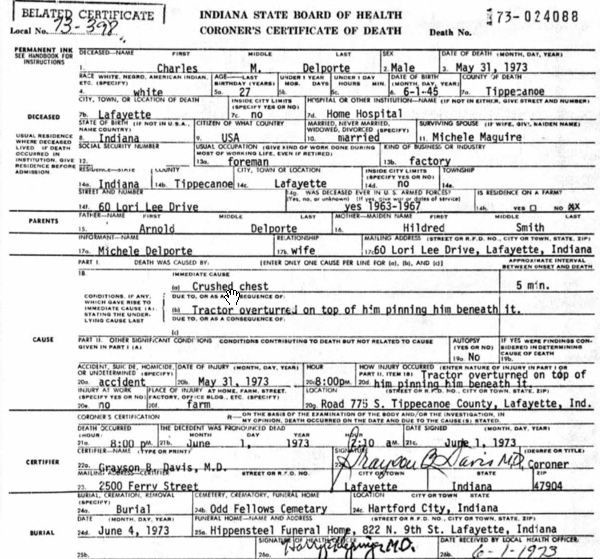 BELATED CERTIFICATE
INDIANA STATE BOARD OF HEALTH
CORONER'S CERTIFICATE OF DEATH
Local No. 73-398
Death No. 73-024088
PERMANENT INK
SEE HANDBOOK FOR INSTRUCTIONS
DECEASED—NAME FIRST MIDDLE LAST SEX DATE OF DEATH (MONTH, DAY, YEAR)
1. Charles M. Delporte 2. Male 3. May 31, 1973
RACE WHITE, NEGRO, AMERICAN INDIAN, ETC. (SPECIFY) AGE—LAST BIRTHDAY (YEARS) UNDER 1 YEAR MOS. DAYS UNDER 1 DAY HOURS MIN. DATE OF BIRTH (MONTH, DAY, YEAR) COUNTY OF DEATH
4. white 5a. 27 6. 6-1-45 7a. Tippecanoe
CITY, TOWN, OR LOCATION OF DEATH INSIDE CITY LIMITS (SPECIFY YES OR NO) HOSPITAL OR OTHER INSTITUTION—NAME (IF NOT IN EITHER, GIVE STREET AND NUMBER)
7b. Lafayette 7c. no 7d. Home Hospital
DECEASED
STATE OF BIRTH (IF NOT IN U.S.A., NAME COUNTRY) CITIZEN OF WHAT COUNTRY MARRIED, NEVER MARRIED, WIDOWED, DIVORCED (SPECIFY) SURVIVING SPOUSE (IF WIFE, GIVE MAIDEN NAME)
8. Indiana 9. USA 10. married 11. Michele Maguire
USUAL RESIDENCE WHERE DECEASED LIVED IF DEATH OCCURRED IN INSTITUTION, GIVE RESIDENCE BEFORE ADMISSION.
SOCIAL SECURITY NUMBER USUAL OCCUPATION (GIVE KIND OF WORK DONE DURING MOST OF WORKING LIFE, EVEN IF RETIRED) KIND OF BUSINESS OR INDUSTRY
12. 13a. foreman 13b. factory
RESIDENCE—STATE COUNTY CITY, TOWN, OR LOCATION INSIDE CITY LIMITS (SPECIFY YES OR NO) TOWNSHIP
14a. Indiana 14b. Tippecanoe 14c. Lafayette 14d. no
STREET AND NUMBER WAS DECEASED EVER IN U.S. ARMED FORCES? (Yes, no, or unknown) (If yes, give war or dates of service) IS RESIDENCE ON A FARM?
14f. 60 Lori Lee Drive 14g. yes 1963-1967 14h. YES NO XX
PARENTS
FATHER—NAME FIRST MIDDLE LAST MOTHER—MAIDEN NAME FIRST MIDDLE LAST
15. Arnold Delporte 16. Hildred Smith
INFORMANT—NAME RELATIONSHIP MAILING ADDRESS (STREET OR R.F.D. NO., CITY OR TOWN, STATE, ZIP)
17a. Michele Delporte 17b. wife 17c. 60 Lori Lee Drive, Lafayette, Indiana
PART I. DEATH WAS CAUSED BY: [ENTER ONLY ONE CAUSE PER LINE FOR (a), (b), AND (c)] APPROXIMATE INTERVAL BETWEEN ONSET AND DEATH
18. IMMEDIATE CAUSE
(a) Crushed chest 5 min.
CONDITIONS, IF ANY, WHICH GAVE RISE TO IMMEDIATE CAUSE (a), STATING THE UNDERLYING CAUSE LAST
DUE TO, OR AS A CONSEQUENCE OF:
(b) Tractor overturred on top of him pinning him beneath it.
DUE TO, OR AS A CONSEQUENCE OF:
(c)
CAUSE
PART II. OTHER SIGNIFICANT CONDITIONS CONDITIONS CONTRIBUTING TO DEATH BUT NOT RELATED TO CAUSE GIVEN IN PART I (A) AUTOPSY (YES OR NO) IF YES WERE FINDINGS CONSIDERED IN DETERMINING CAUSE OF DEATH
19a. No 19b.
ACCIDENT, SUICIDE, HOMICIDE, OR UNDETERMINED (SPECIFY) DATE OF INJURY (MONTH, DAY, YEAR) HOUR HOW INJURY OCCURRED (ENTER NATURE OF INJURY IN PART I OR PART II, ITEM 18)
20a. accident 20b. May 31, 1973 20c. 8:00pm. 20d. Tractor overturned on top of him pinning him beneath it.
INJURY AT WORK (SPECIFY YES OR NO) PLACE OF INJURY AT HOME, FARM, STREET, FACTORY, OFFICE BLDG., ETC. (SPECIFY) LOCATION (STREET OR R.F.D. NO., CITY OR TOWN, STATE, ZIP)
20e. no 20f. farm 20g. Road 775 S. Tippecanoe County, Lafayette, Ind.
CORONER'S CERTIFICATION ON THE BASIS OF THE EXAMINATION OF THE BODY AND/OR THE INVESTIGATION, IN MY OPINION, DEATH OCCURRED ON THE DATE AND DUE TO THE CAUSE(S) STATED.
DEATH OCCURRED (HOUR) THE DECEDENT WAS PRONOUNCED DEAD MONTH DAY YEAR HOUR DATE SIGNED (MONTH, DAY, YEAR)
21a. 8:00 pm. 21b. June 1, 1973 2:10 am. 21c. June 1, 1973
CERTIFIER
CERTIFIER—NAME (TYPE OR PRINT) SIGNATURE (DEGREE OR TITLE)
22a. Grayson B. Davis, M.D. Grayson B. Davis M.D. Coroner
MAILING ADDRESS—CERTIFIER STREET OR R.F.D. NO. CITY OR TOWN STATE ZIP
23. 2500 Ferry Street Lafayette Indiana 47904
BURIAL, CREMATION, REMOVAL (SPECIFY) CEMETERY, CREMATORY, FUNERAL HOME LOCATION CITY OR TOWN STATE
24a. Burial 24b. Odd Fellows Cemetary 24c. Hartford City, Indiana
BURIAL
DATE (MONTH, DAY, YEAR) FUNERAL HOME—NAME AND ADDRESS (STREET OR R.F.D. NO., CITY OR TOWN, STATE, ZIP)
24d. June 4, 1973 25a. Hippensteel Funeral Home, 822 N. 9th St. Lafayette, Indiana
SIGNATURE OF HEALTH OFFICER DATE RECEIVED BY LOCAL HEALTH OFFICER
25b. 26a. M.D. 26b. 6-1-1973